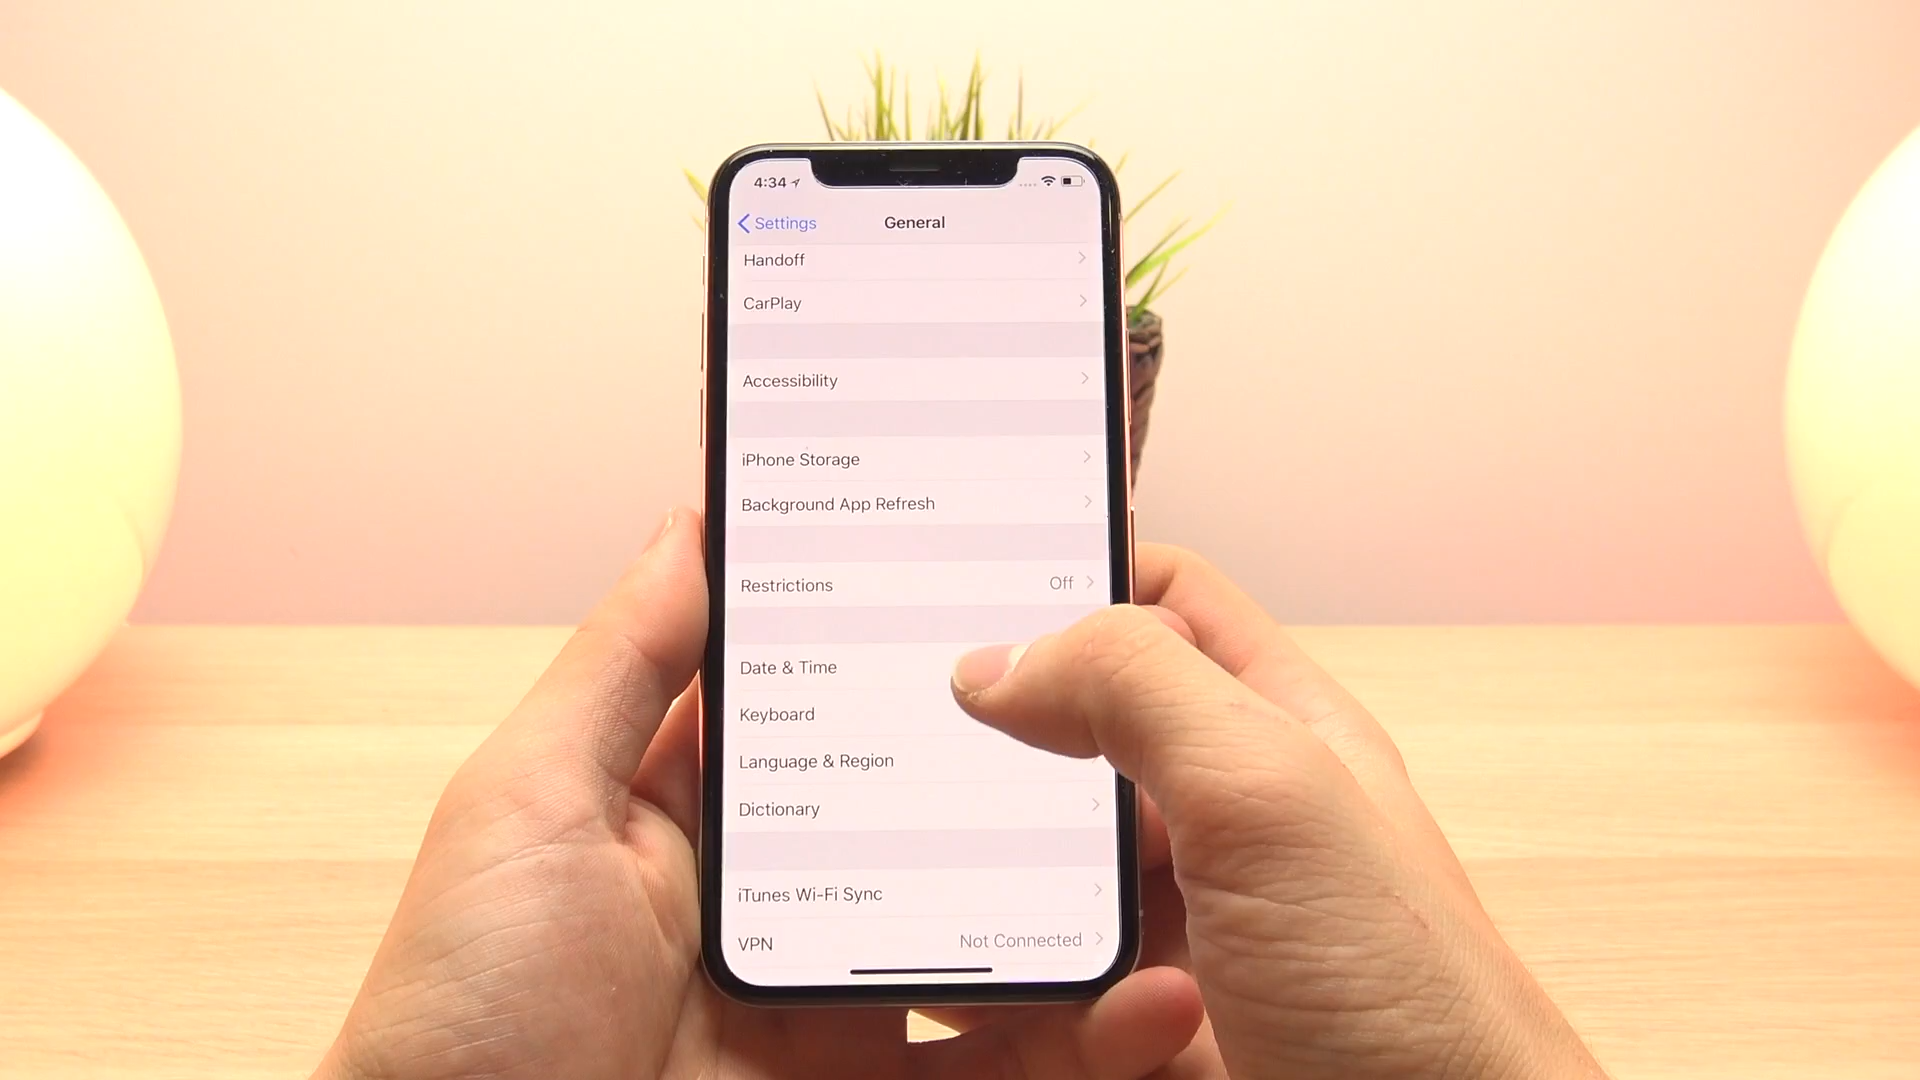 4:34
Settings
General
Handoff
CarPlay
Accessibility
iPhone Storage
Background App Refresh
Restrictions Off
Date & Time
Keyboard
Language & Region
Dictionary
iTunes Wi-Fi Sync
VPN Not Connected